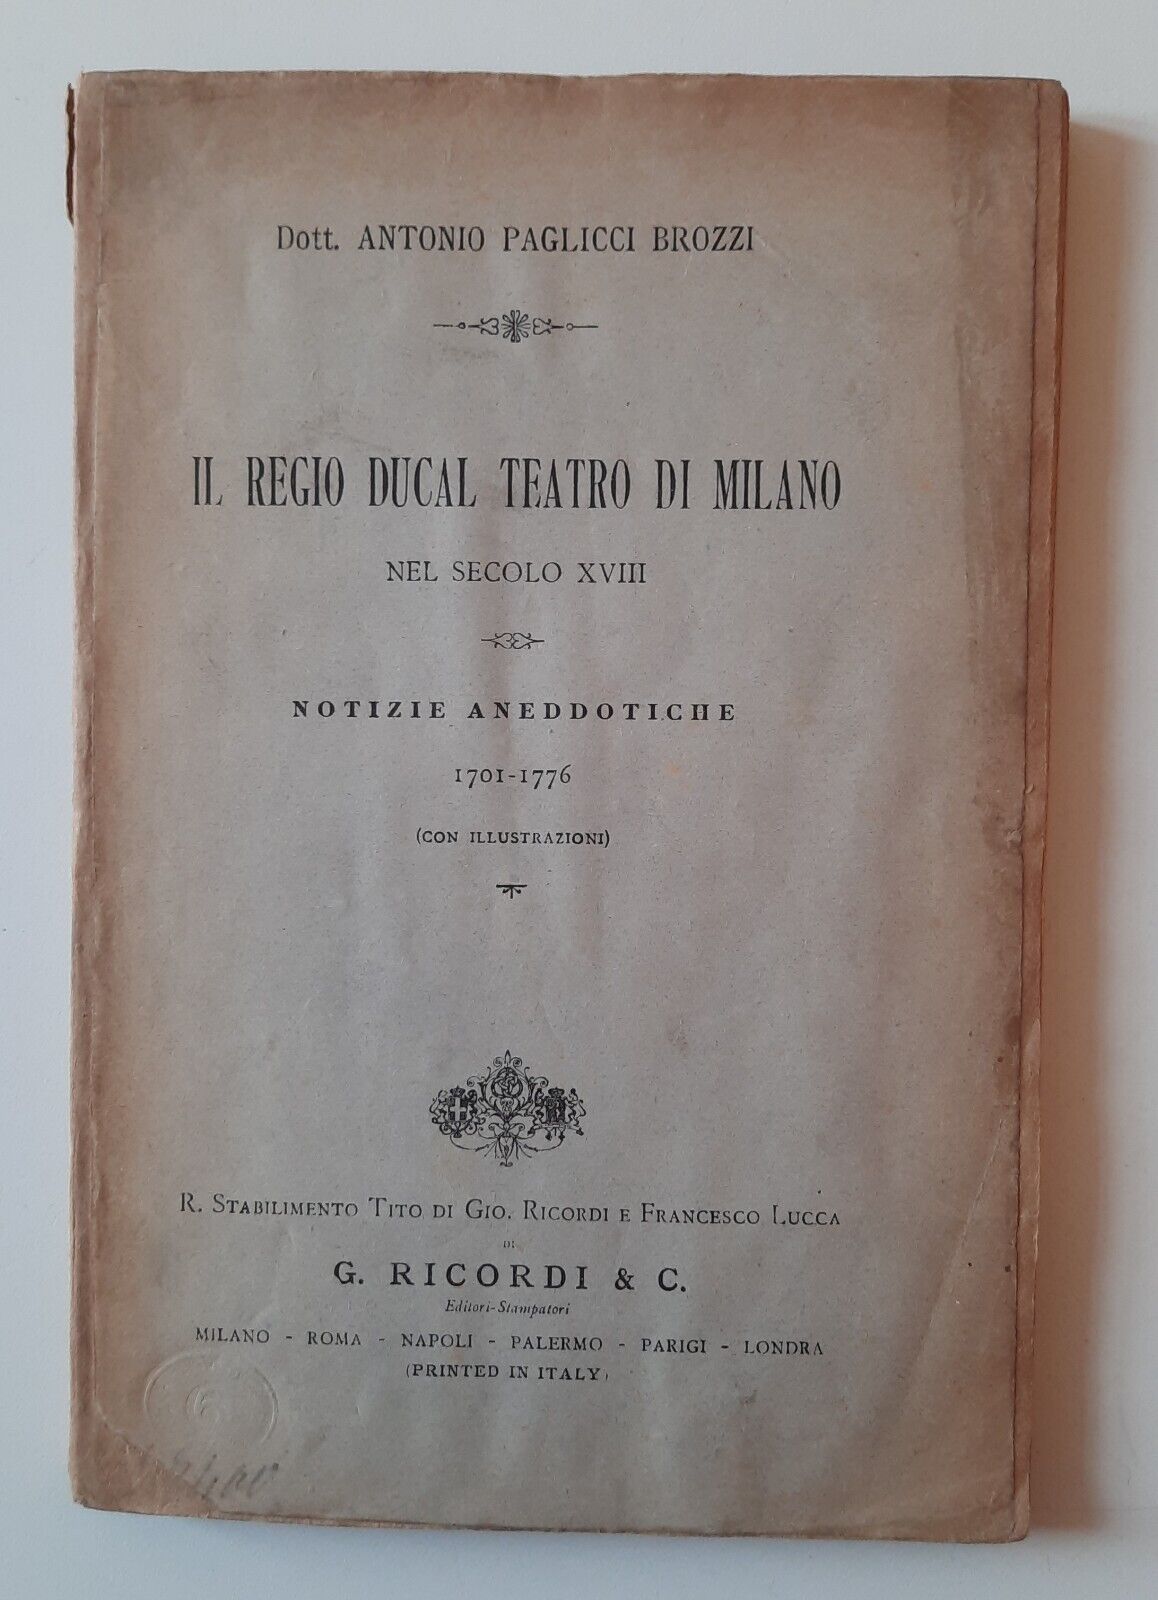 Dott. ANTONIO PAGLICCI BROZZI
IL REGIO DUCAL TEATRO DI MILANO
NEL SECOLO XVIII
NOTIZIE ANEDDOTICHE
1701-1776
(CON ILLUSTRAZIONI)
R. STABILIMENTO TITO DI GIO. RICORDI E FRANCESCO LUCCA
DI
G. RICORDI & C.
Editori-Stampatori
MILANO - ROMA - NAPOLI - PALERMO - PARIGI - LONDRA
(PRINTED IN ITALY)